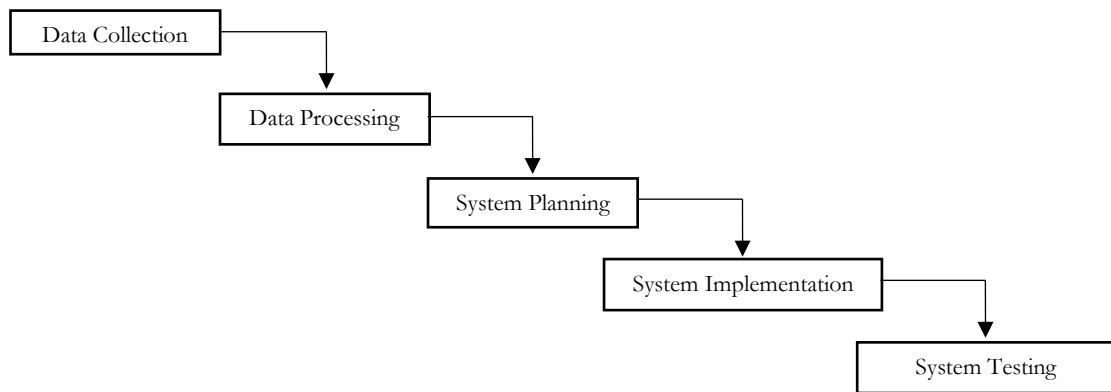 Data Collection
Data Processing
System Planning
System Implementation
System Testing